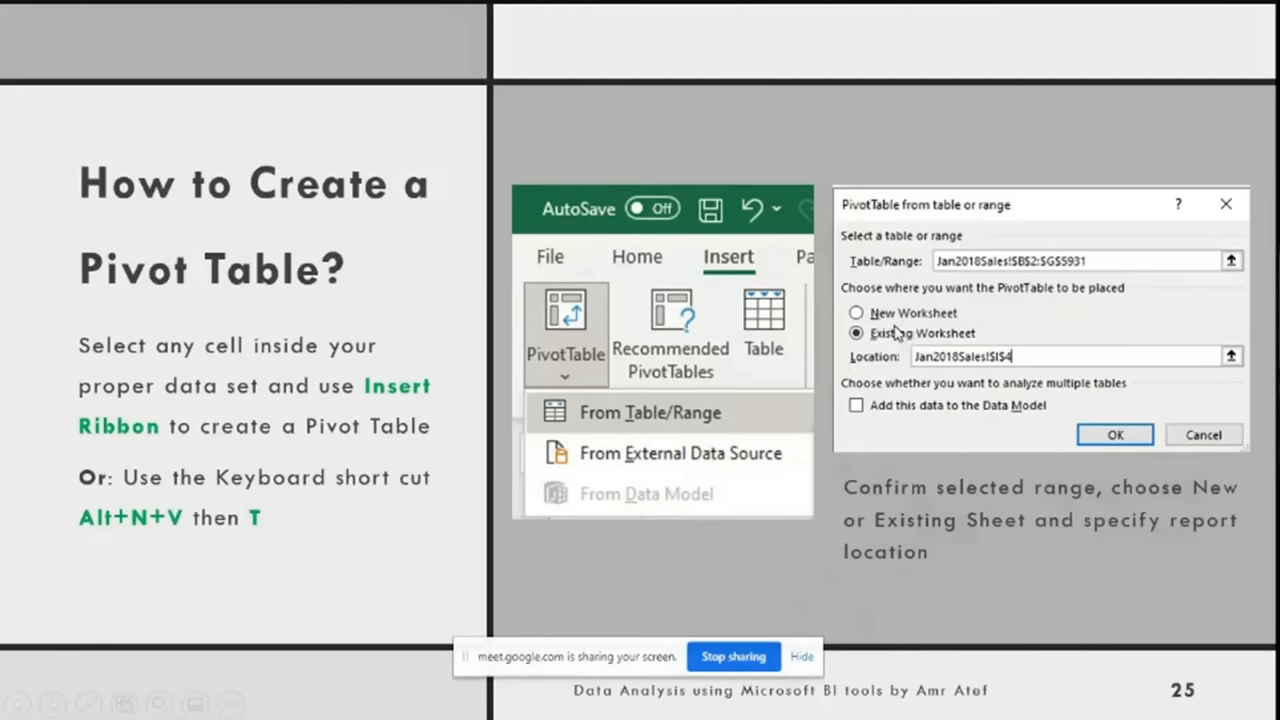 How to Create a
Pivot Table?
Select any cell inside your
proper data set and use Insert
Ribbon to create a Pivot Table
Or: Use the Keyboard short cut
Alt+N+V then T
AutoSave Off
File Home Insert Pa
PivotTable
Recommended
PivotTables
Table
From Table/Range
From External Data Source
From Data Model
PivotTable from table or range ? ×
Select a table or range
Table/Range: Jan2018Sales!$B$2:$G$5931
Choose where you want the PivotTable to be placed
New Worksheet
Existing Worksheet
Location: Jan2018Sales!$I$4
Choose whether you want to analyze multiple tables
Add this data to the Data Model
OK Cancel
Confirm selected range, choose New
or Existing Sheet and specify report
location
meet.google.com is sharing your screen. Stop sharing Hide
Data Analysis using Microsoft BI tools by Amr Atef 25